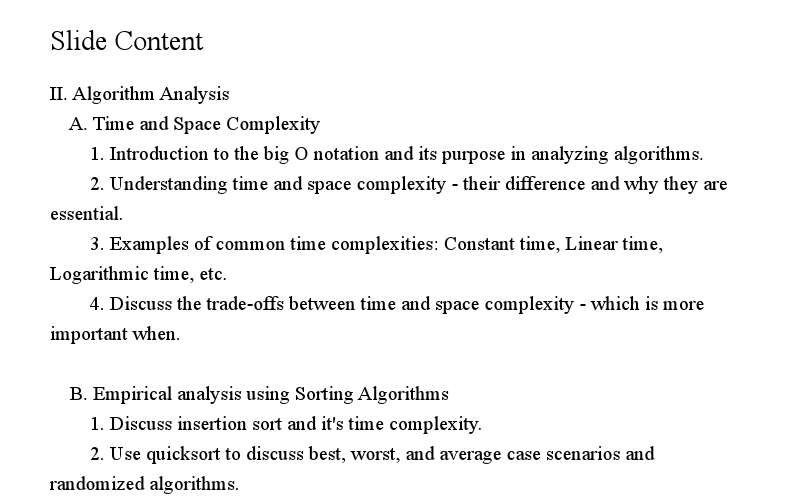 Slide Content
II. Algorithm Analysis
A. Time and Space Complexity
1. Introduction to the big O notation and its purpose in analyzing algorithms.
2. Understanding time and space complexity - their difference and why they are
essential.
3. Examples of common time complexities: Constant time, Linear time,
Logarithmic time, etc.
4. Discuss the trade-offs between time and space complexity - which is more
important when.
B. Empirical analysis using Sorting Algorithms
1. Discuss insertion sort and it's time complexity.
2. Use quicksort to discuss best, worst, and average case scenarios and
randomized algorithms.